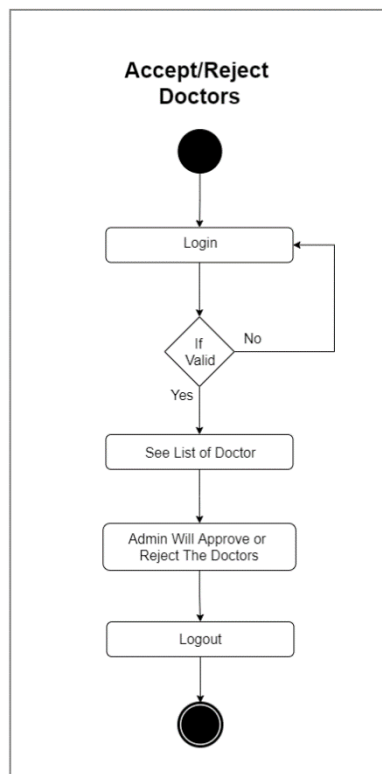 Accept/Reject
Doctors
Login
If
Valid
No
Yes
See List of Doctor
Admin Will Approve or
Reject The Doctors
Logout